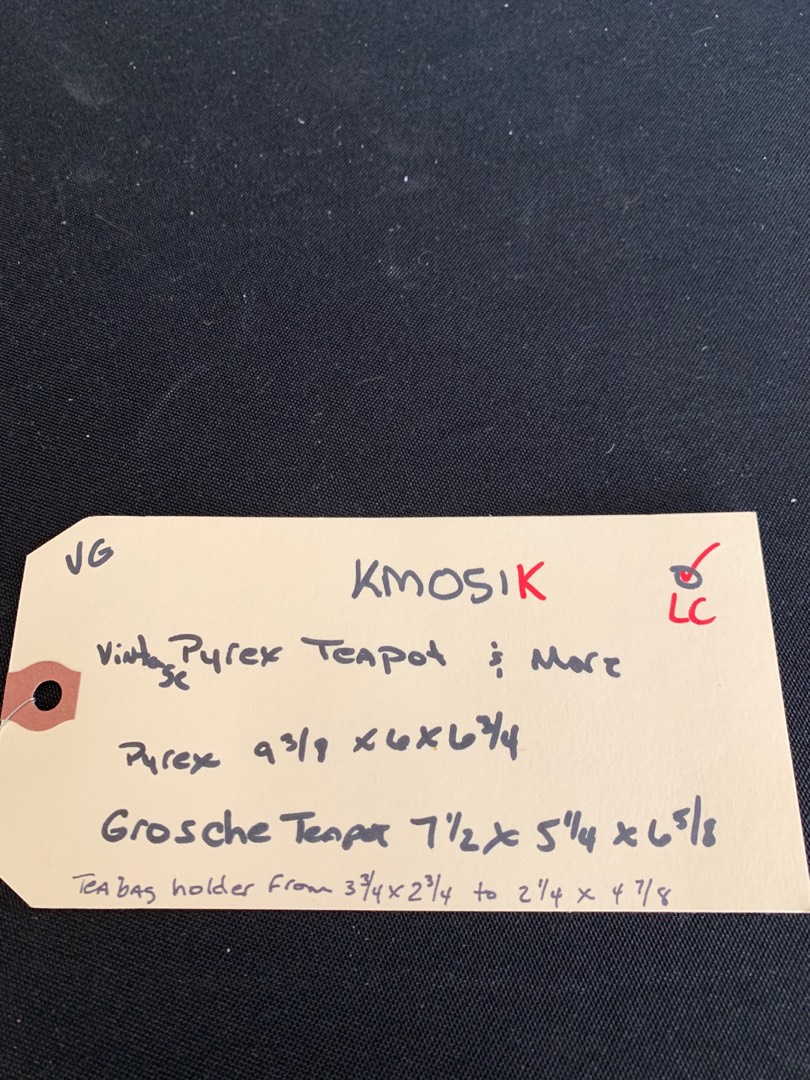 VG
KMOS1K
LC
Vintage Pyrex Teapot & More
Pyrex 9 3/8 x 6 x 6 3/4
Grosche Teapot 7 1/2 x 5 1/4 x 6 5/8
Tea bag holder From 3 3/4 x 2 3/4 to 2 1/4 x 4 7/8